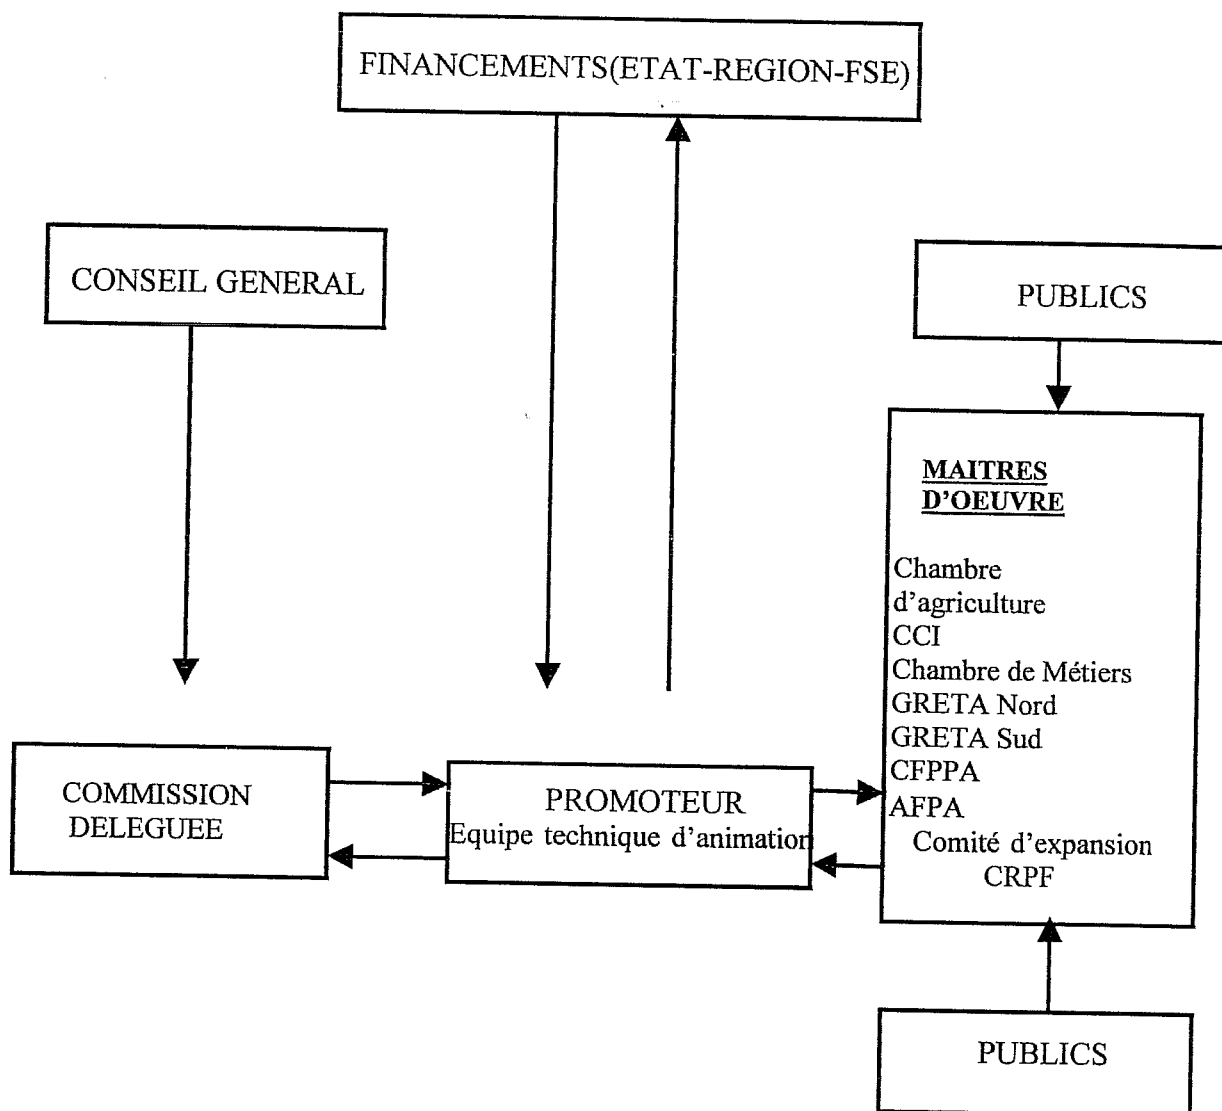 FINANCEMENTS(ETAT-REGION-FSE)
CONSEIL GENERAL
PUBLICS
MAITRES
D'OEUVRE
Chambre
d'agriculture
CCI
Chambre de Métiers
GRETA Nord
GRETA Sud
CFPPA
AFPA
Comité d'expansion
CRPF
COMMISSION
DELEGUEE
PROMOTEUR
Equipe technique d'animation
PUBLICS